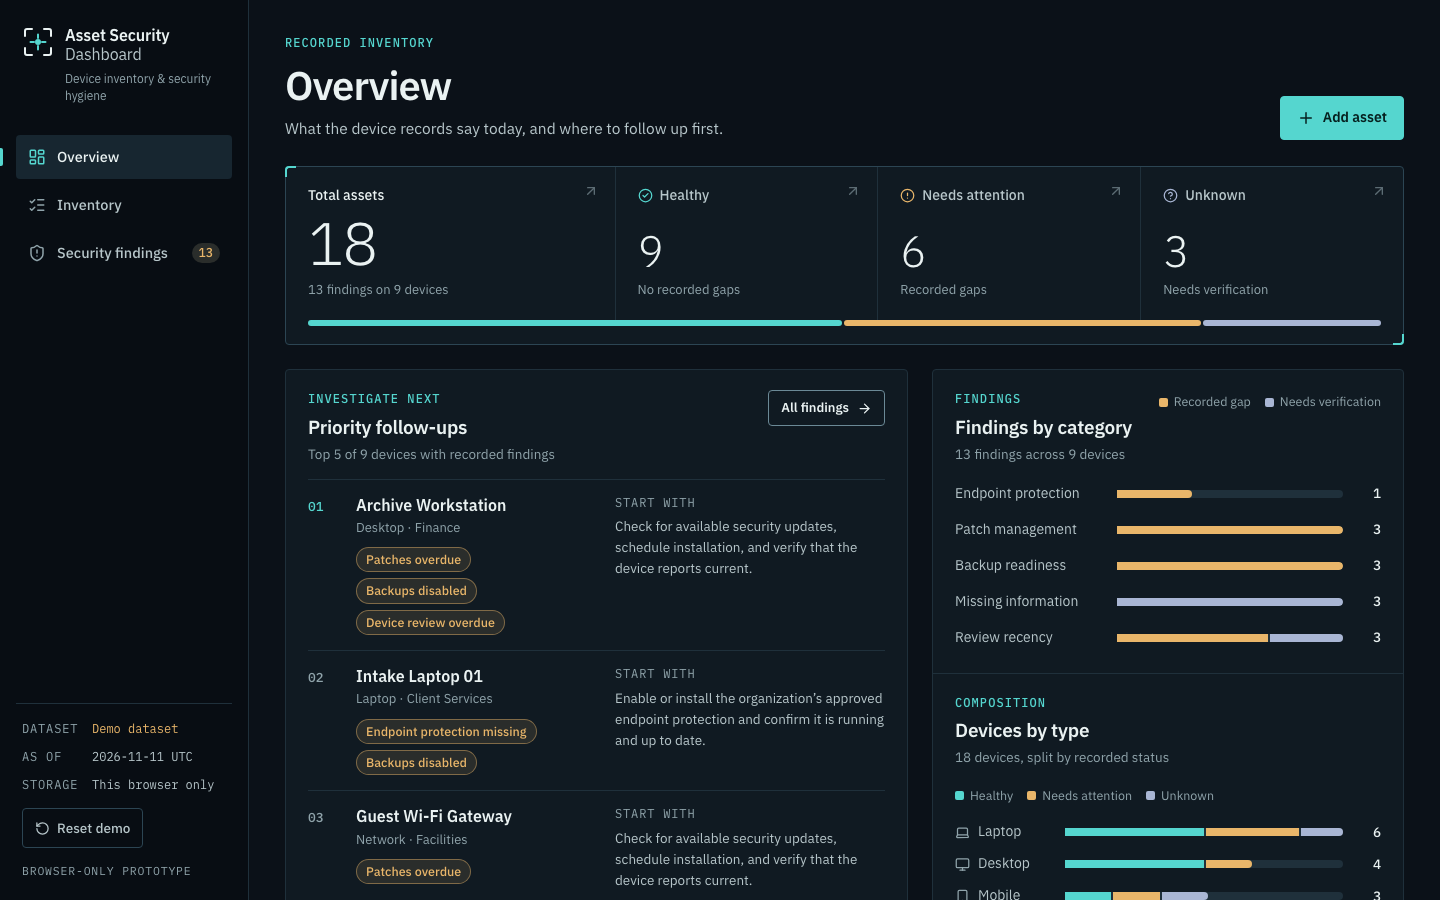 Asset Security
Dashboard
Device inventory & security
hygiene
Overview
Inventory
Security findings 13
DATASET Demo dataset
AS OF 2026-11-11 UTC
STORAGE This browser only
Reset demo
BROWSER-ONLY PROTOTYPE
RECORDED INVENTORY
Overview
What the device records say today, and where to follow up first.
Add asset
Total assets
18
13 findings on 9 devices
Healthy
9
No recorded gaps
Needs attention
6
Recorded gaps
Unknown
3
Needs verification
INVESTIGATE NEXT
Priority follow-ups
Top 5 of 9 devices with recorded findings
All findings
01 Archive Workstation
Desktop · Finance
Patches overdue
Backups disabled
Device review overdue
START WITH
Check for available security updates,
schedule installation, and verify that the
device reports current.
02 Intake Laptop 01
Laptop · Client Services
Endpoint protection missing
Backups disabled
START WITH
Enable or install the organization’s approved
endpoint protection and confirm it is running
and up to date.
03 Guest Wi-Fi Gateway
Network · Facilities
Patches overdue
START WITH
Check for available security updates,
schedule installation, and verify that the
device reports current.
FINDINGS
Findings by category
13 findings across 9 devices
Recorded gap Needs verification
Endpoint protection 1
Patch management 3
Backup readiness 3
Missing information 3
Review recency 3
COMPOSITION
Devices by type
18 devices, split by recorded status
Healthy Needs attention Unknown
Laptop 6
Desktop 4
Mobile 3